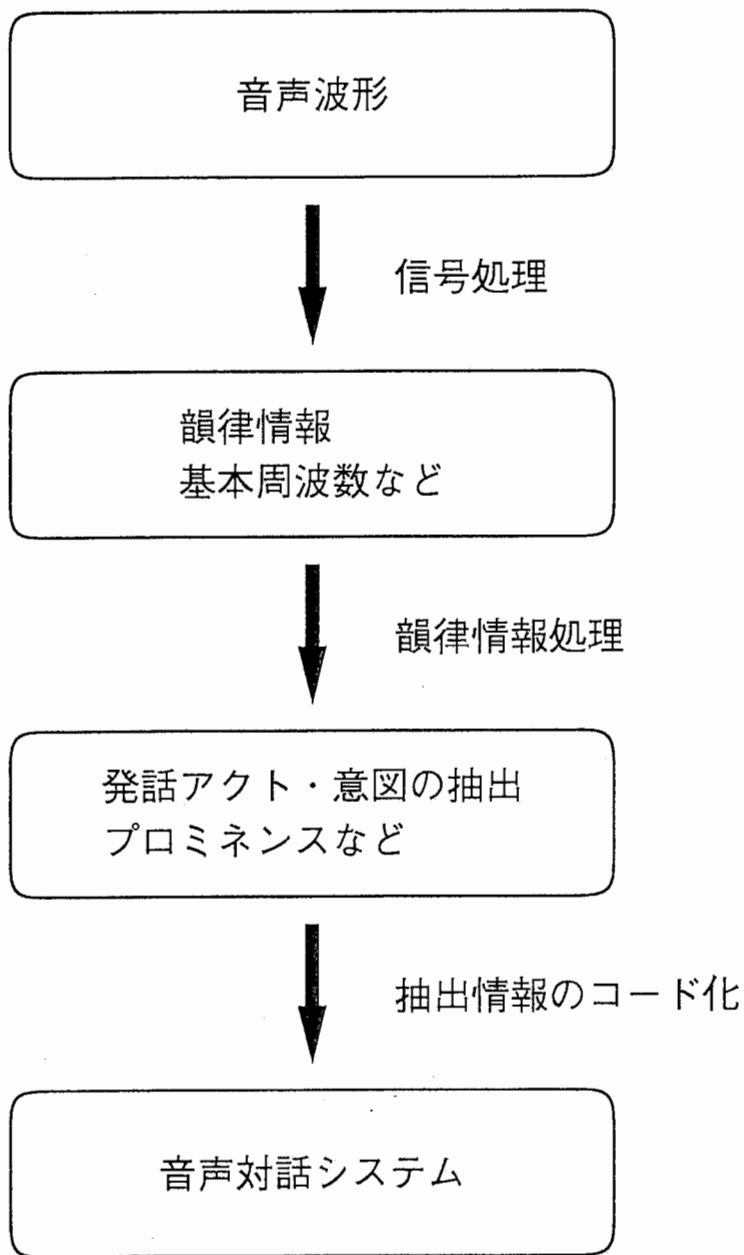 音声波形
信号処理
韻律情報
基本周波数など
韻律情報処理
発話アクト・意図の抽出
プロミネンスなど
抽出情報のコード化
音声対話システム